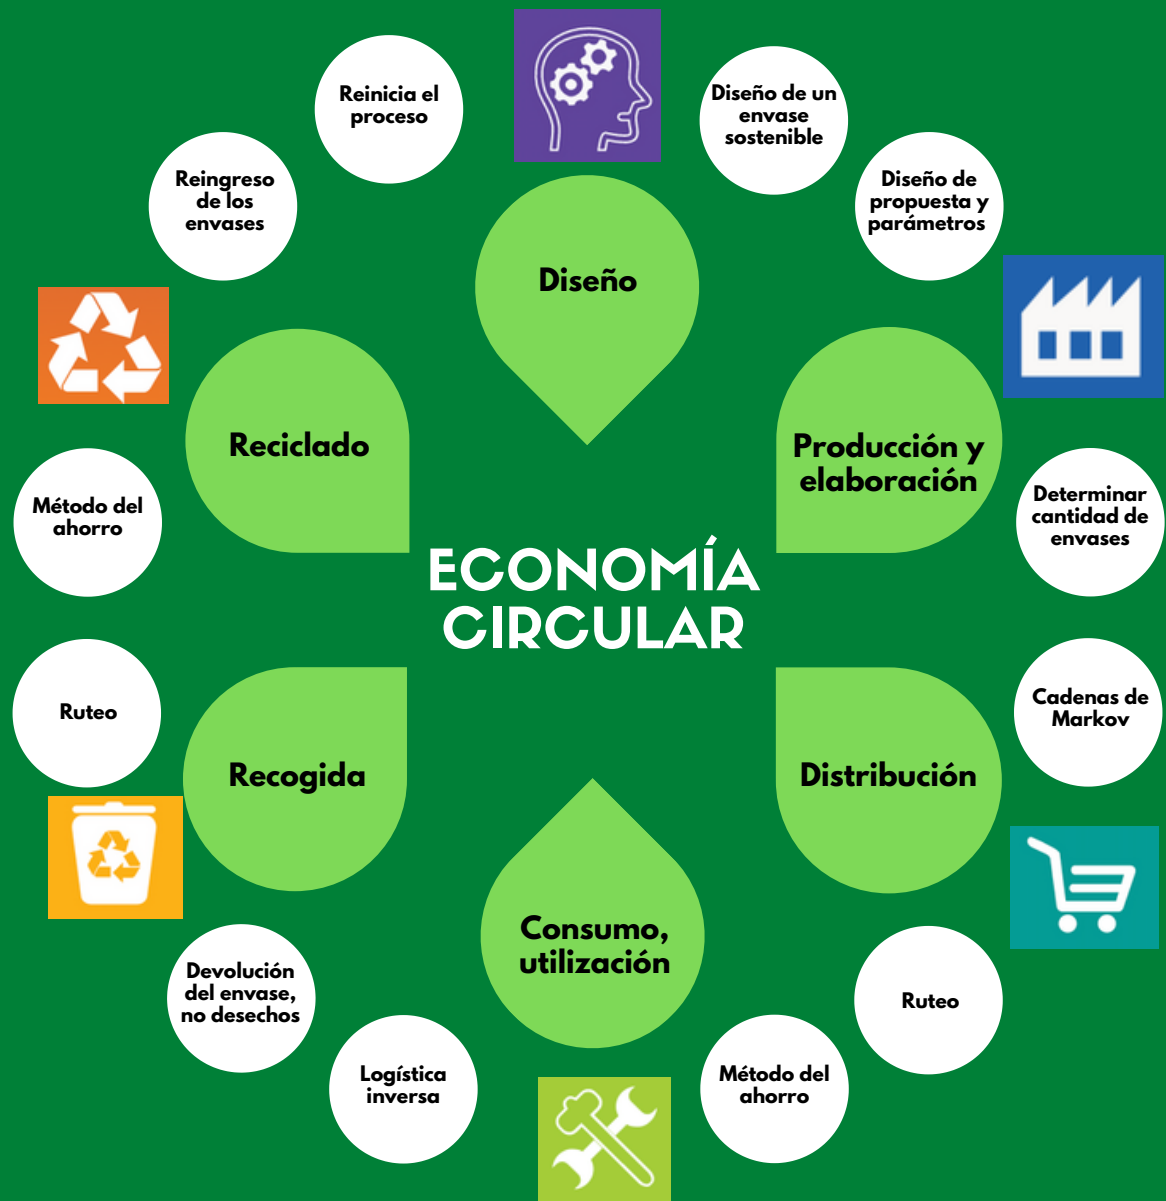 Reinicia el
proceso
Diseño de un
envase
sostenible
Reingreso
de los
envases
Diseño de
propuesta y
parámetros
Diseño
Reciclado
Producción y
elaboración
Método del
ahorro
Determinar
cantidad de
envases
ECONOMÍA
CIRCULAR
Ruteo
Cadenas de
Markov
Recogida
Distribución
Consumo,
utilización
Devolución
del envase,
no desechos
Ruteo
Logística
inversa
Método del
ahorro